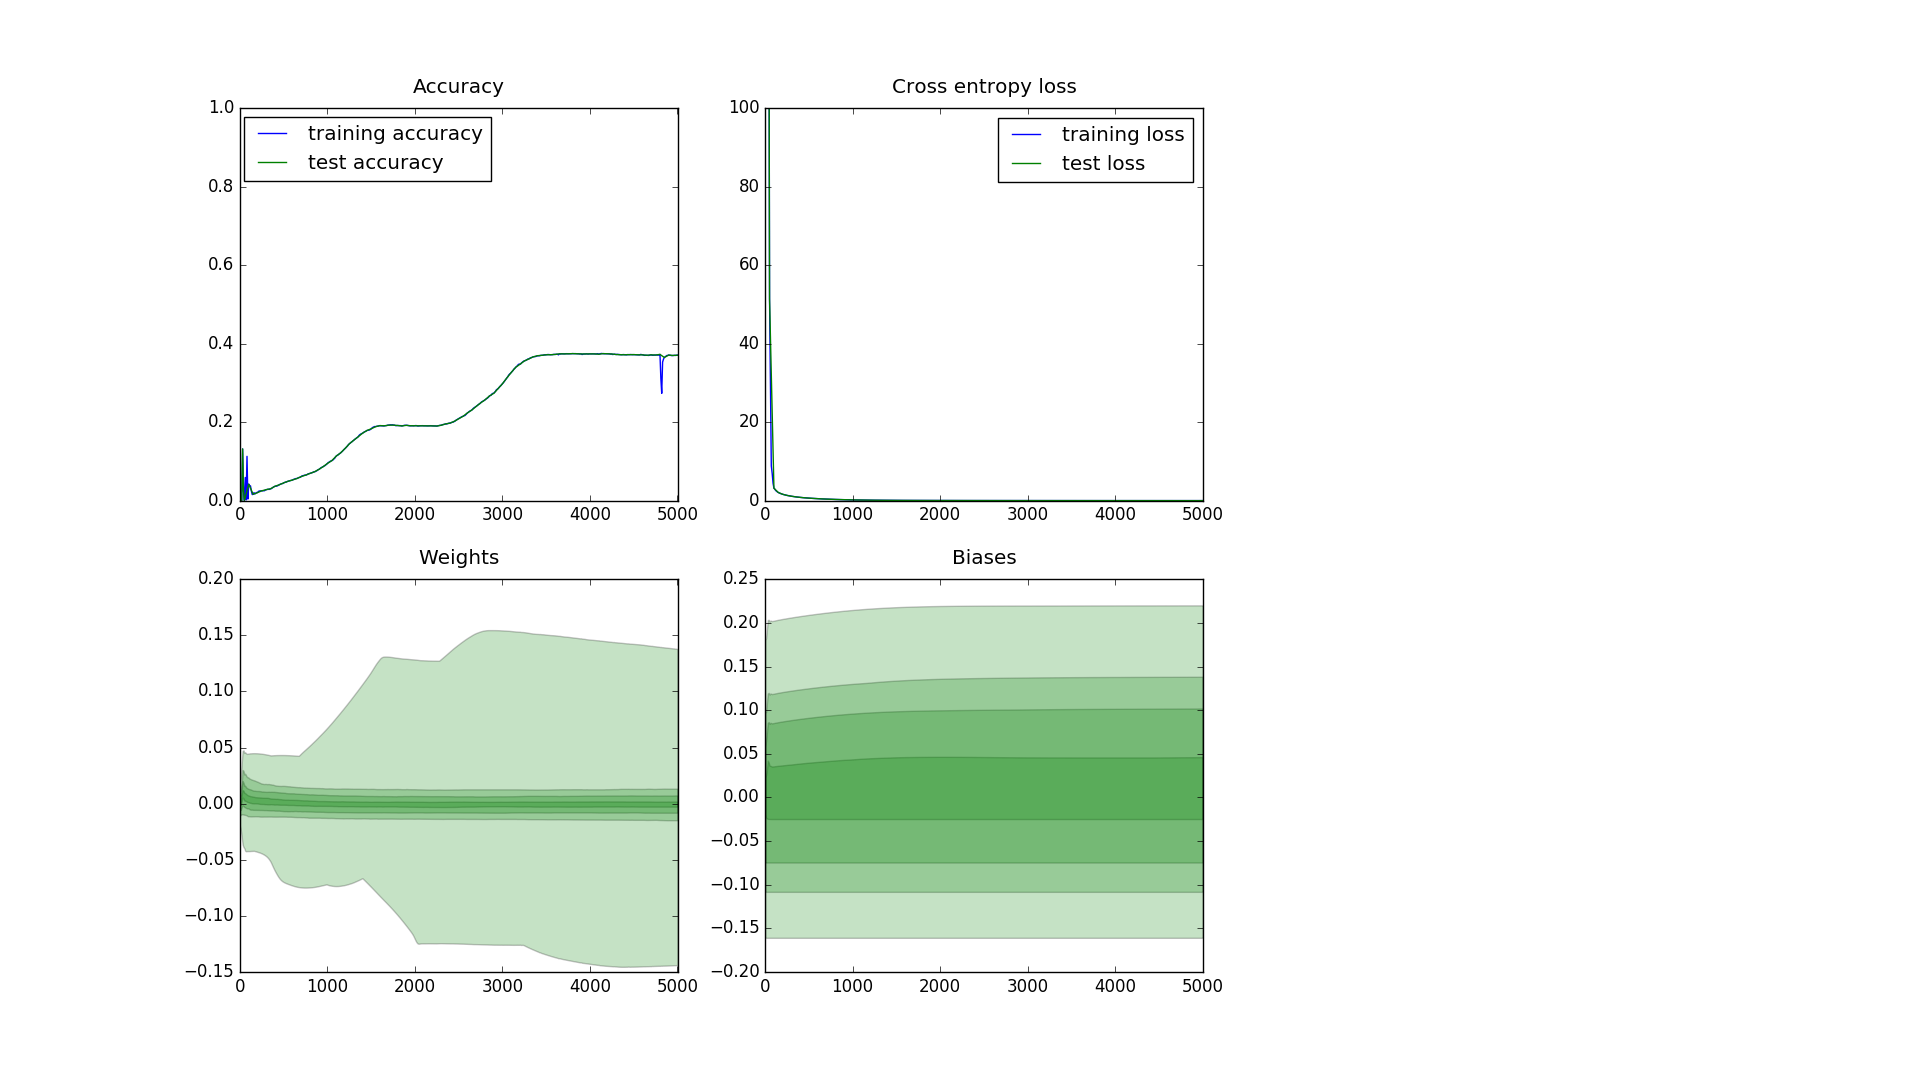 Accuracy
1.0
0.8
0.6
0.4
0.2
0.0
training accuracy
test accuracy
0 1000 2000 3000 4000 5000
Cross entropy loss
100
80
60
40
20
0
training loss
test loss
0 1000 2000 3000 4000 5000
Weights
0.20
0.15
0.10
0.05
0.00
−0.05
−0.10
−0.15
0 1000 2000 3000 4000 5000
Biases
0.25
0.20
0.15
0.10
0.05
0.00
−0.05
−0.10
−0.15
−0.20
0 1000 2000 3000 4000 5000